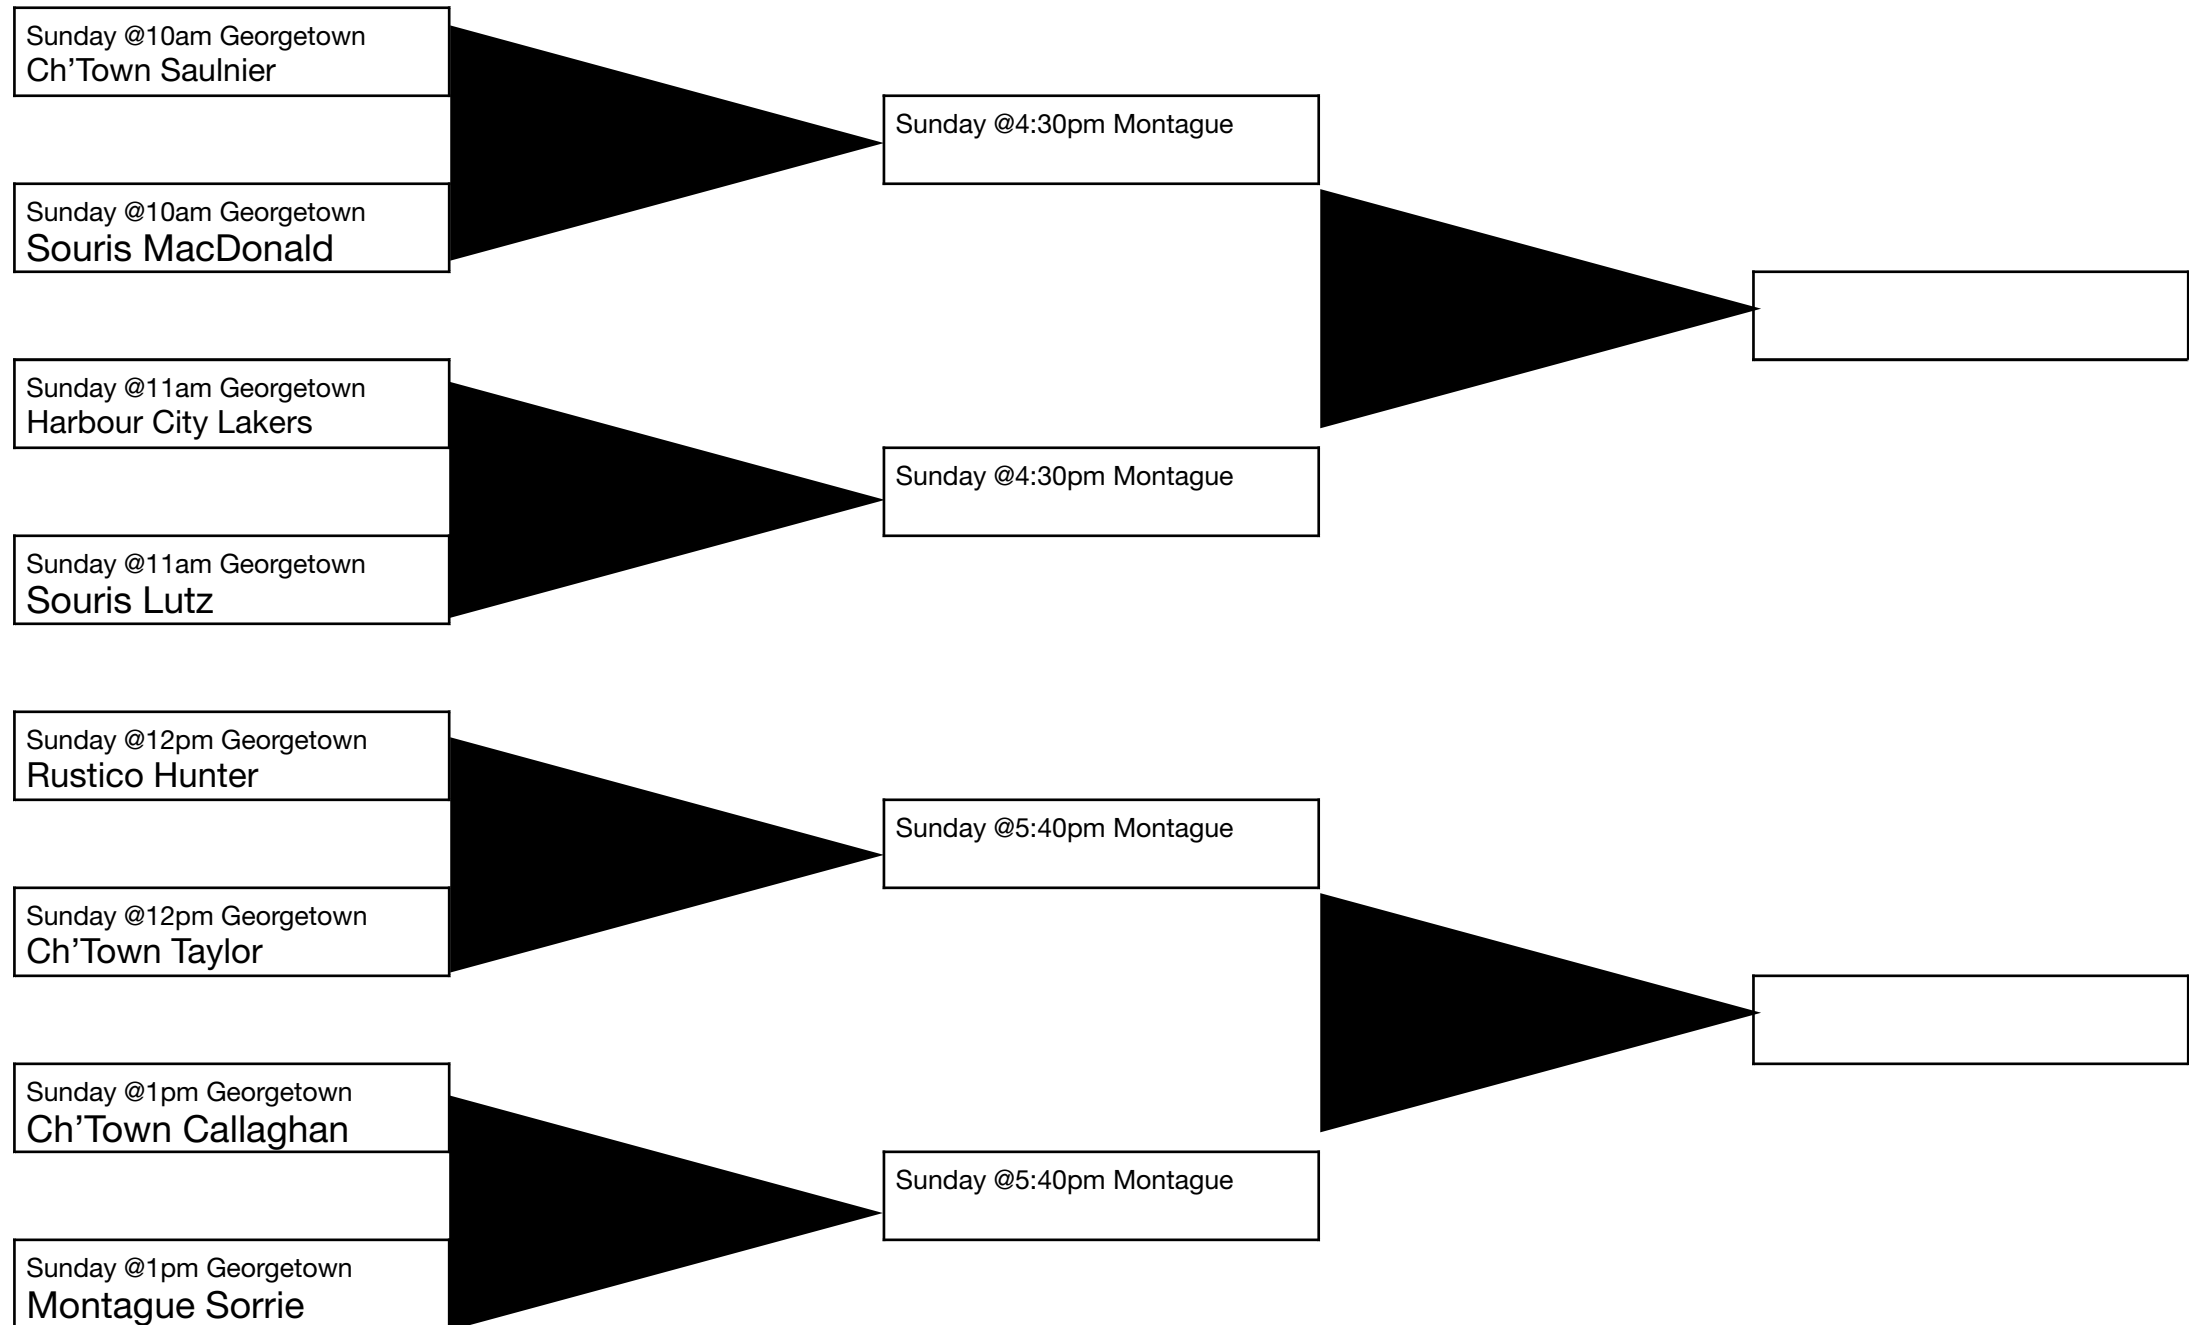 Sunday @10am Georgetown
Ch’Town Saulnier
Sunday @4:30pm Montague
Sunday @10am Georgetown
Souris MacDonald
Sunday @11am Georgetown
Harbour City Lakers
Sunday @4:30pm Montague
Sunday @11am Georgetown
Souris Lutz
Sunday @12pm Georgetown
Rustico Hunter
Sunday @5:40pm Montague
Sunday @12pm Georgetown
Ch’Town Taylor
Sunday @1pm Georgetown
Ch’Town Callaghan
Sunday @5:40pm Montague
Sunday @1pm Georgetown
Montague Sorrie